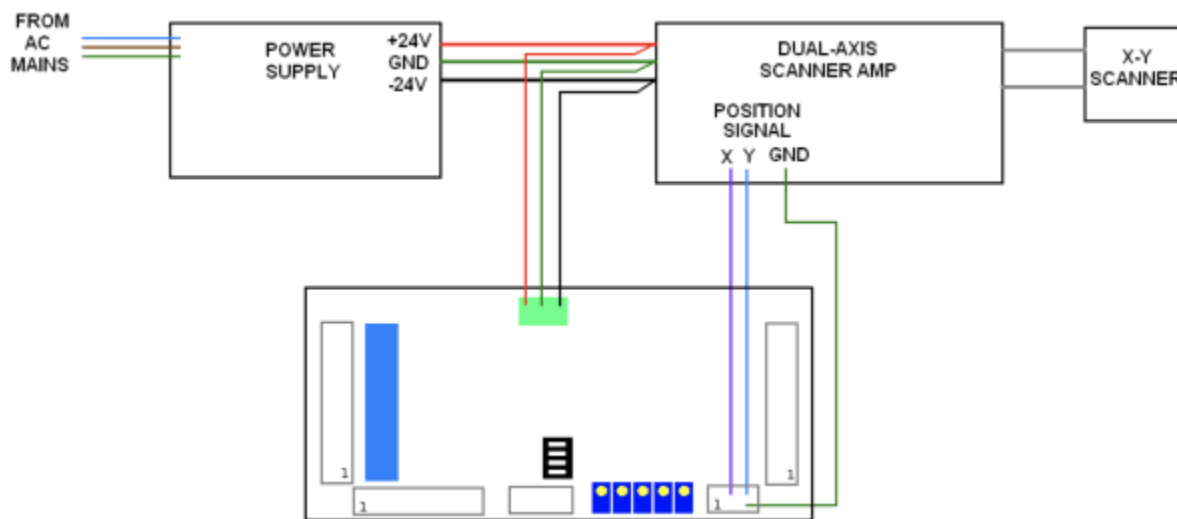 FROM
AC
MAINS
POWER
SUPPLY
+24V
GND
-24V
DUAL-AXIS
SCANNER AMP
POSITION
SIGNAL
X Y GND
X-Y
SCANNER
1
1
1
1